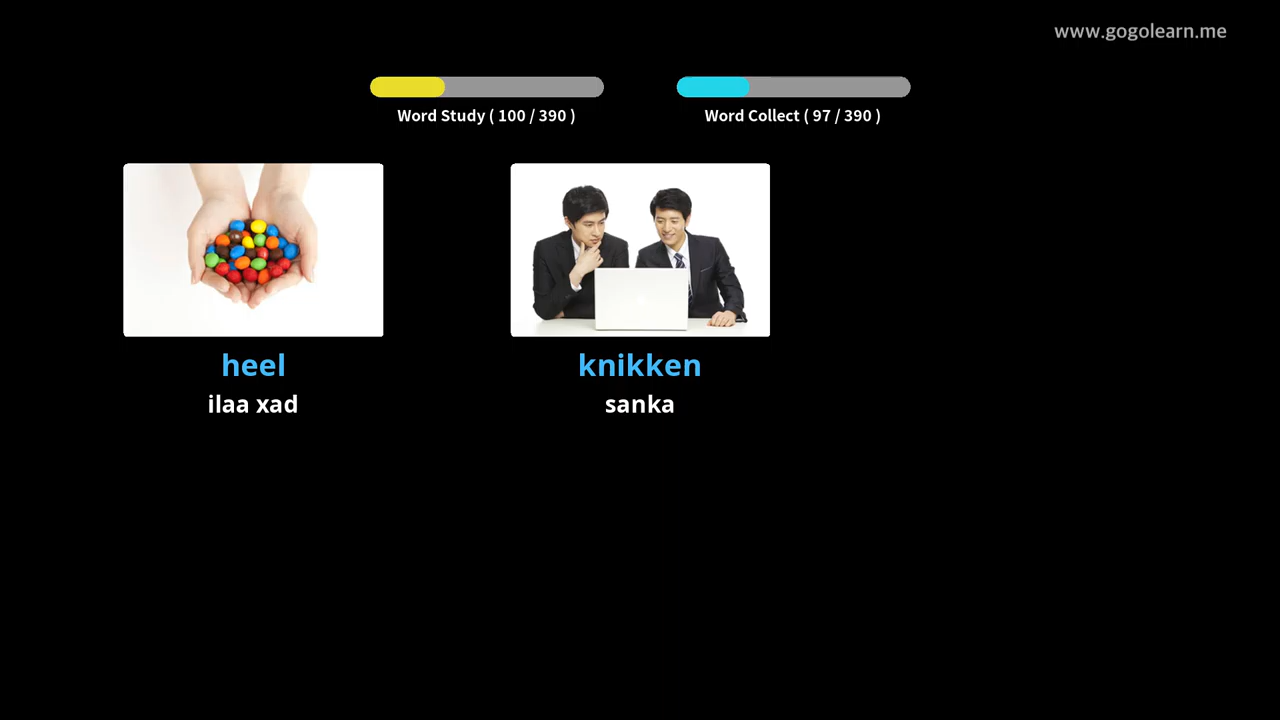 www.gogolearn.me
Word Study ( 100 / 390 )
Word Collect ( 97 / 390 )
heel
ilaa xad
knikken
sanka